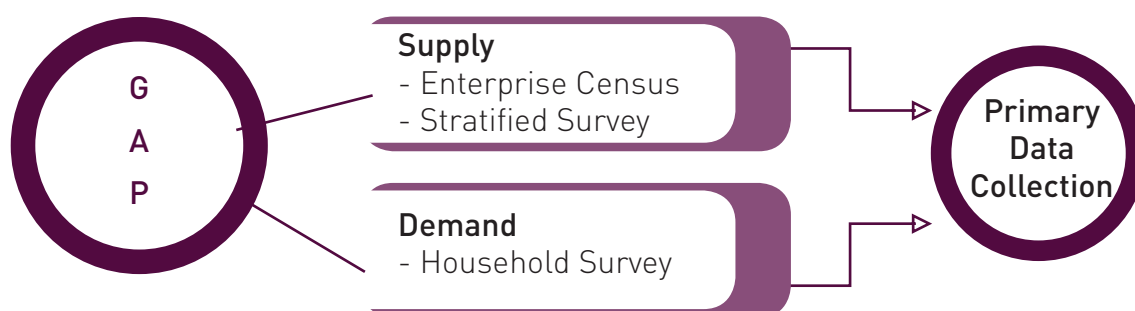 G
A
P
Supply
- Enterprise Census
- Stratified Survey
Demand
- Household Survey
Primary
Data
Collection